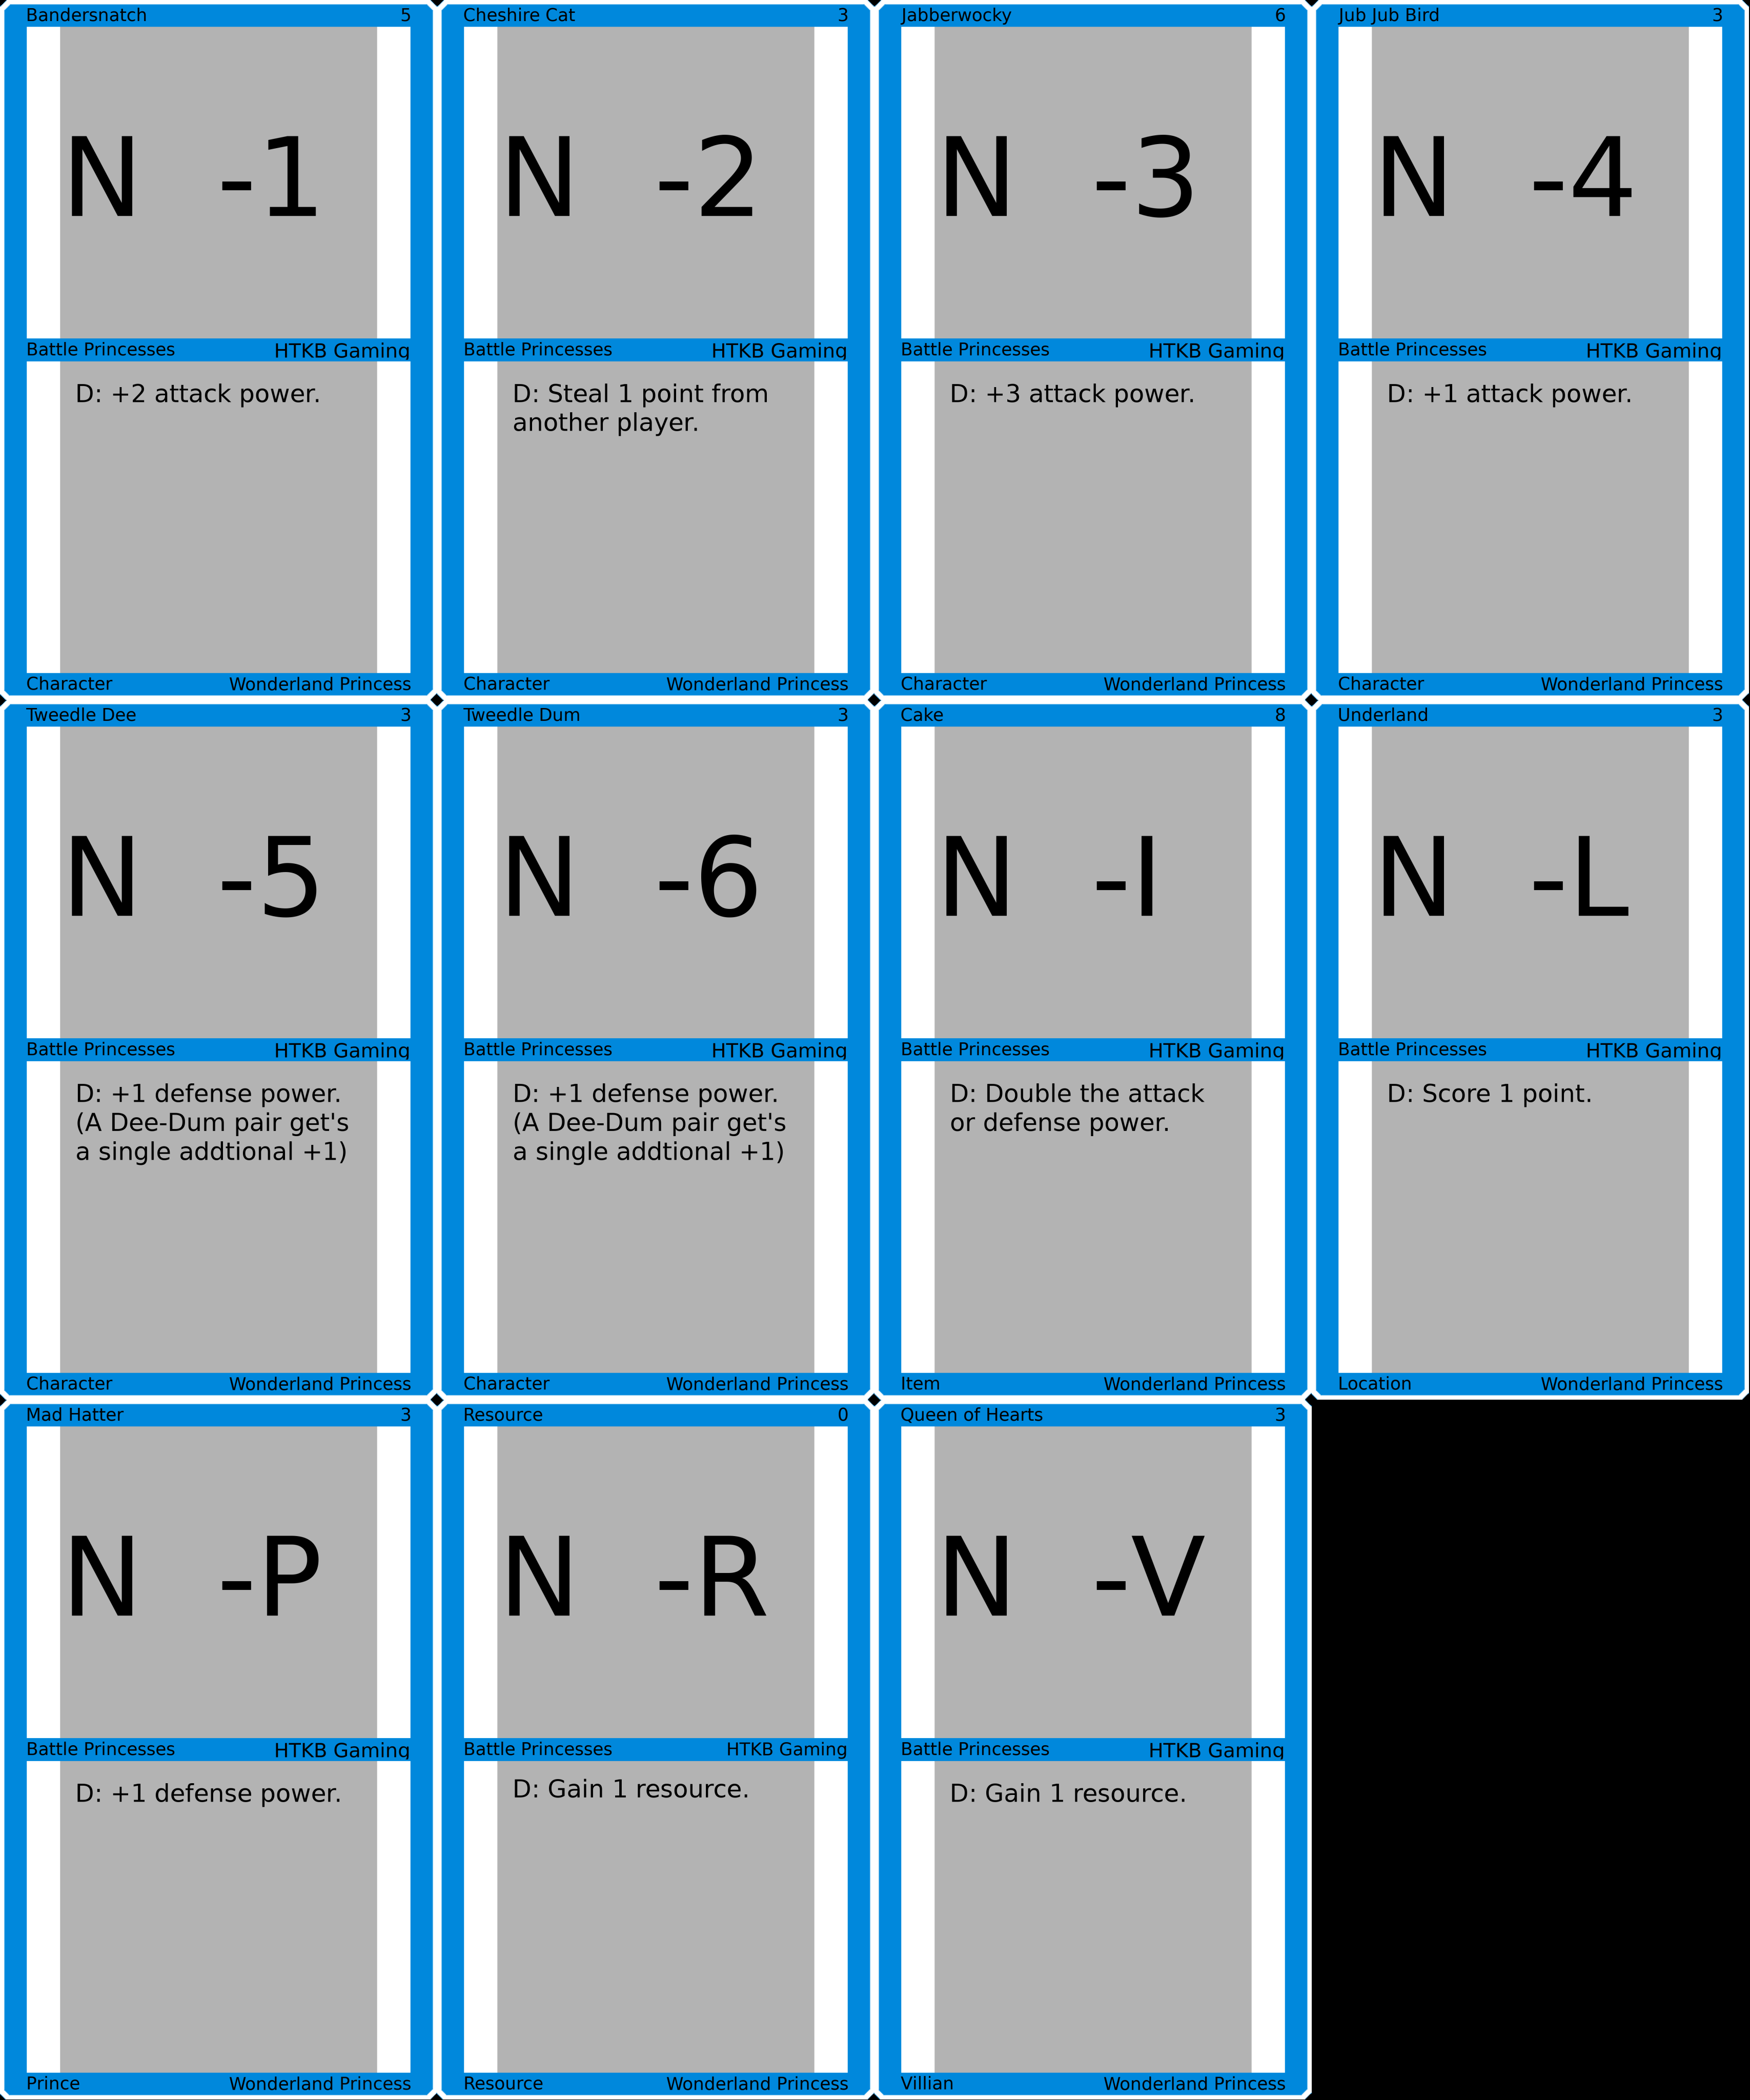 Bandersnatch 5
N -1
Battle Princesses HTKB Gaming
D: +2 attack power.
Character Wonderland Princess
Cheshire Cat 3
N -2
Battle Princesses HTKB Gaming
D: Steal 1 point from
another player.
Character Wonderland Princess
Jabberwocky 6
N -3
Battle Princesses HTKB Gaming
D: +3 attack power.
Character Wonderland Princess
Jub Jub Bird 3
N -4
Battle Princesses HTKB Gaming
D: +1 attack power.
Character Wonderland Princess
Tweedle Dee 3
N -5
Battle Princesses HTKB Gaming
D: +1 defense power.
(A Dee-Dum pair get's
a single addtional +1)
Character Wonderland Princess
Tweedle Dum 3
N -6
Battle Princesses HTKB Gaming
D: +1 defense power.
(A Dee-Dum pair get's
a single addtional +1)
Character Wonderland Princess
Cake 8
N -I
Battle Princesses HTKB Gaming
D: Double the attack
or defense power.
Item Wonderland Princess
Underland 3
N -L
Battle Princesses HTKB Gaming
D: Score 1 point.
Location Wonderland Princess
Mad Hatter 3
N -P
Battle Princesses HTKB Gaming
D: +1 defense power.
Prince Wonderland Princess
Resource 0
N -R
Battle Princesses HTKB Gaming
D: Gain 1 resource.
Resource Wonderland Princess
Queen of Hearts 3
N -V
Battle Princesses HTKB Gaming
D: Gain 1 resource.
Villian Wonderland Princess